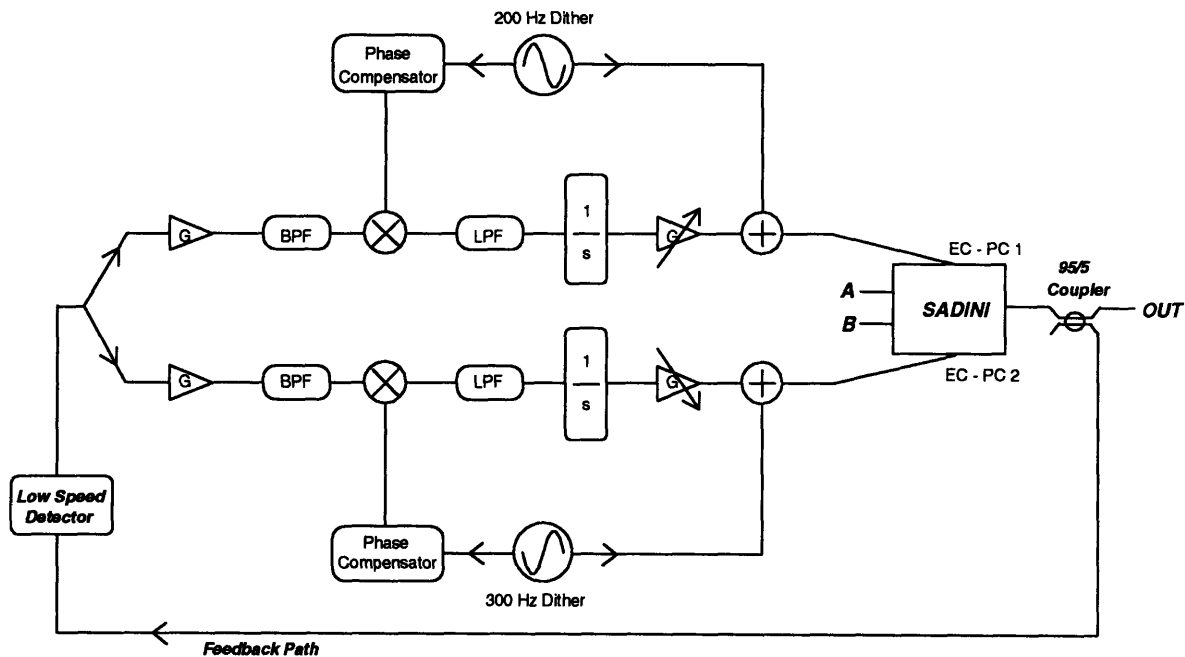 200 Hz Dither
Phase
Compensator
G
BPF
LPF
1
s
G
EC - PC 1
95/5
Coupler
A
B
SADINI
OUT
EC - PC 2
G
BPF
LPF
1
s
G
Low Speed
Detector
Phase
Compensator
300 Hz Dither
Feedback Path